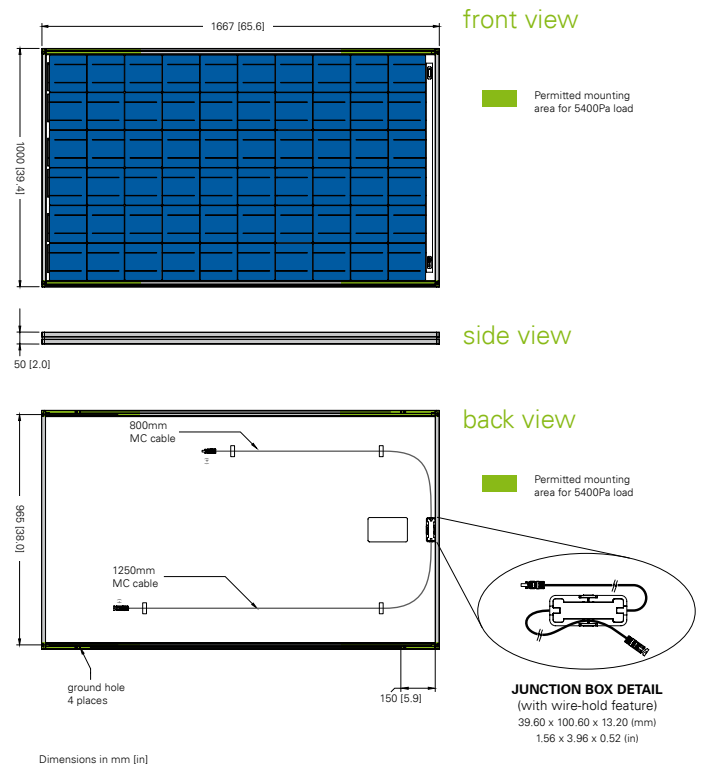 front view
1667 [65.6]
Permitted mounting
area for 5400Pa load
1000 [39.4]
side view
50 [2.0]
back view
800mm
MC cable
Permitted mounting
area for 5400Pa load
965 [38.0]
1250mm
MC cable
ground hole
4 places
150 [5.9]
JUNCTION BOX DETAIL
(with wire-hold feature)
39.60 x 100.60 x 13.20 (mm)
1.56 x 3.96 x 0.52 (in)
Dimensions in mm [in]